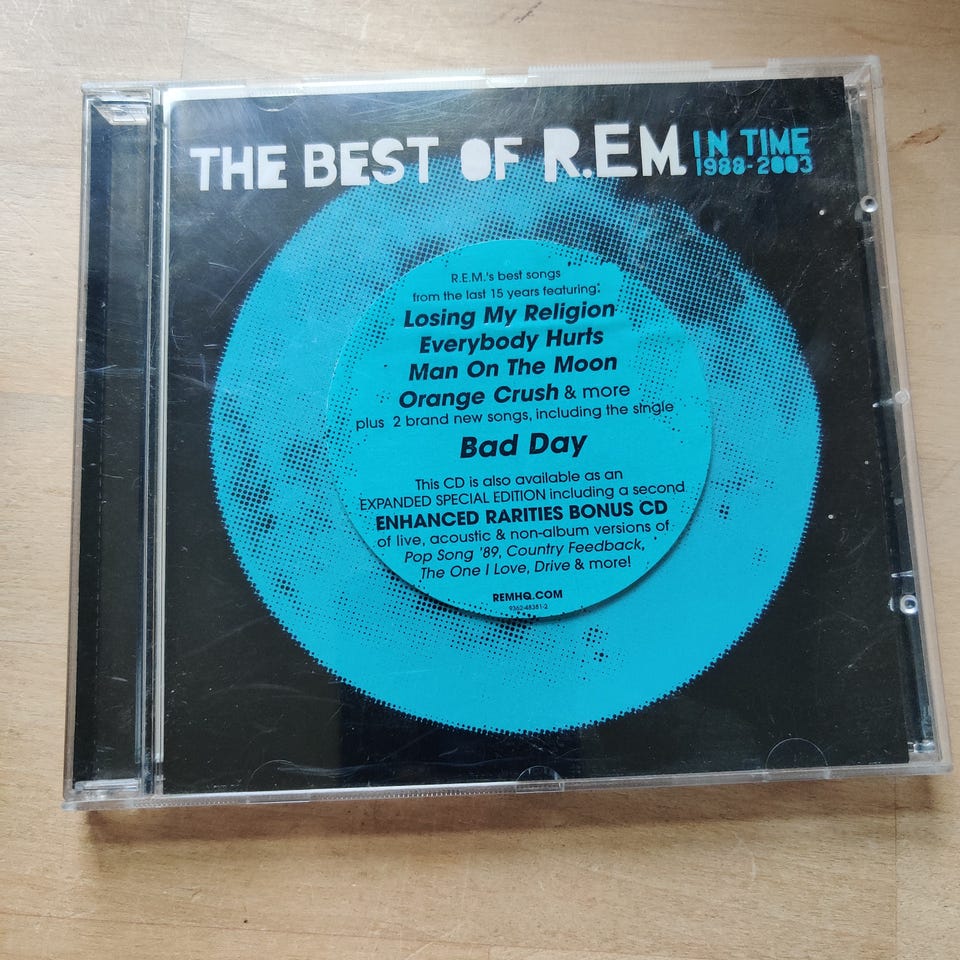 THE BEST OF R.E.M. IN TIME
1988-2003
R.E.M.'s best songs
from the last 15 years featuring:
Losing My Religion
Everybody Hurts
Man On The Moon
Orange Crush & more
plus 2 brand new songs, including the single
Bad Day
This CD is also available as an
EXPANDED SPECIAL EDITION including a second
ENHANCED RARITIES BONUS CD
of live, acoustic & non-album versions of
Pop Song '89, Country Feedback,
The One I Love, Drive & more!
REMHQ.COM
9362-48381-2